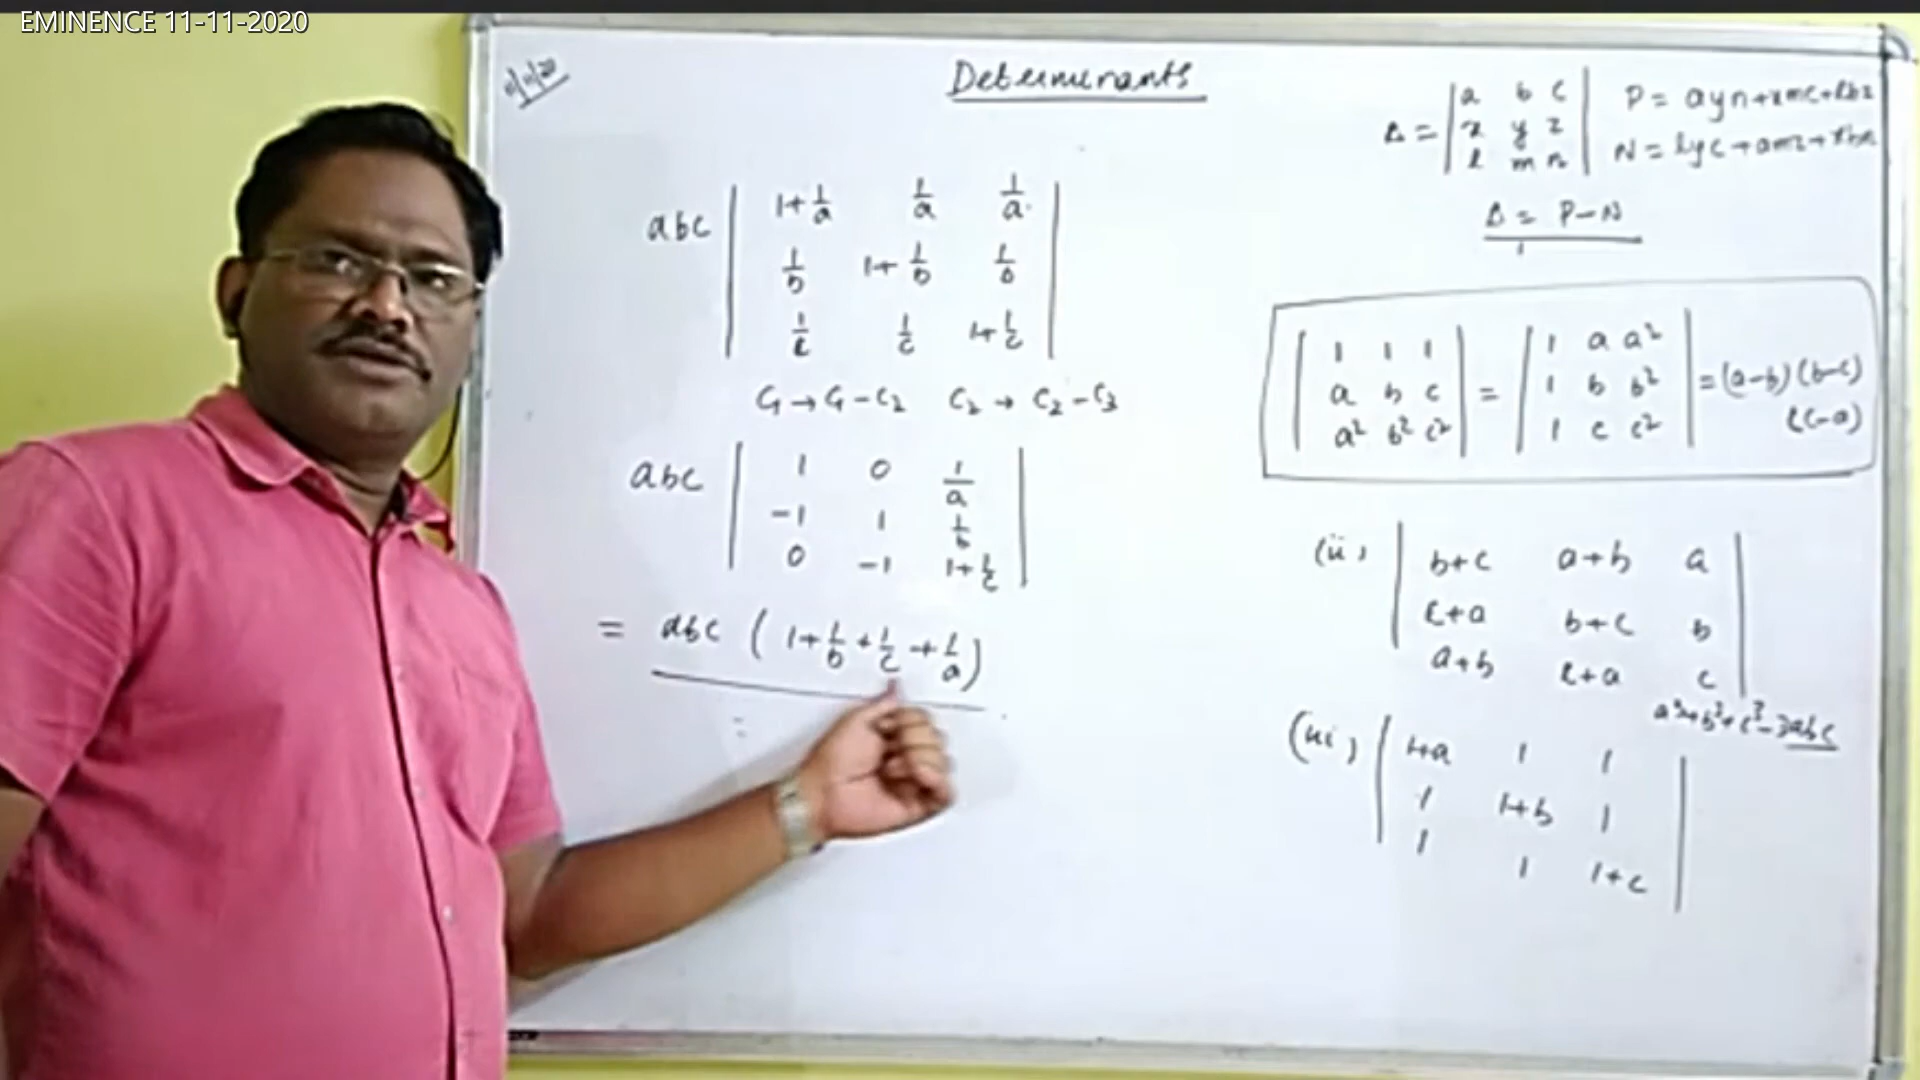 EMINENCE 11-11-2020
11/11/20
Determinants
abc | 1+1/a 1/a 1/a |
| 1/b 1+1/b 1/b |
| 1/c 1/c 1+1/c |
C₁→C₁-C₂ C₂→C₂-C₃
abc | 1 0 1/a |
| -1 1 1/b |
| 0 -1 1+1/c |
= abc (1+1/b+1/c+1/a)
=
Δ = | a b c |
| x y z |
| l m n |
P = ayn+xmc+lbz
N = lyc+amz+xbn
Δ = P-N
| 1 1 1 | = | 1 a a² | = (a-b)(b-c)
| a b c | | 1 b b² | (c-a)
| a² b² c² | | 1 c c² |
(ii) | b+c a+b a |
| c+a b+c b |
| a+b c+a c |
a³+b³+c³-3abc
(iii) | 1+a 1 1 |
| 1 1+b 1 |
| 1 1 1+c |